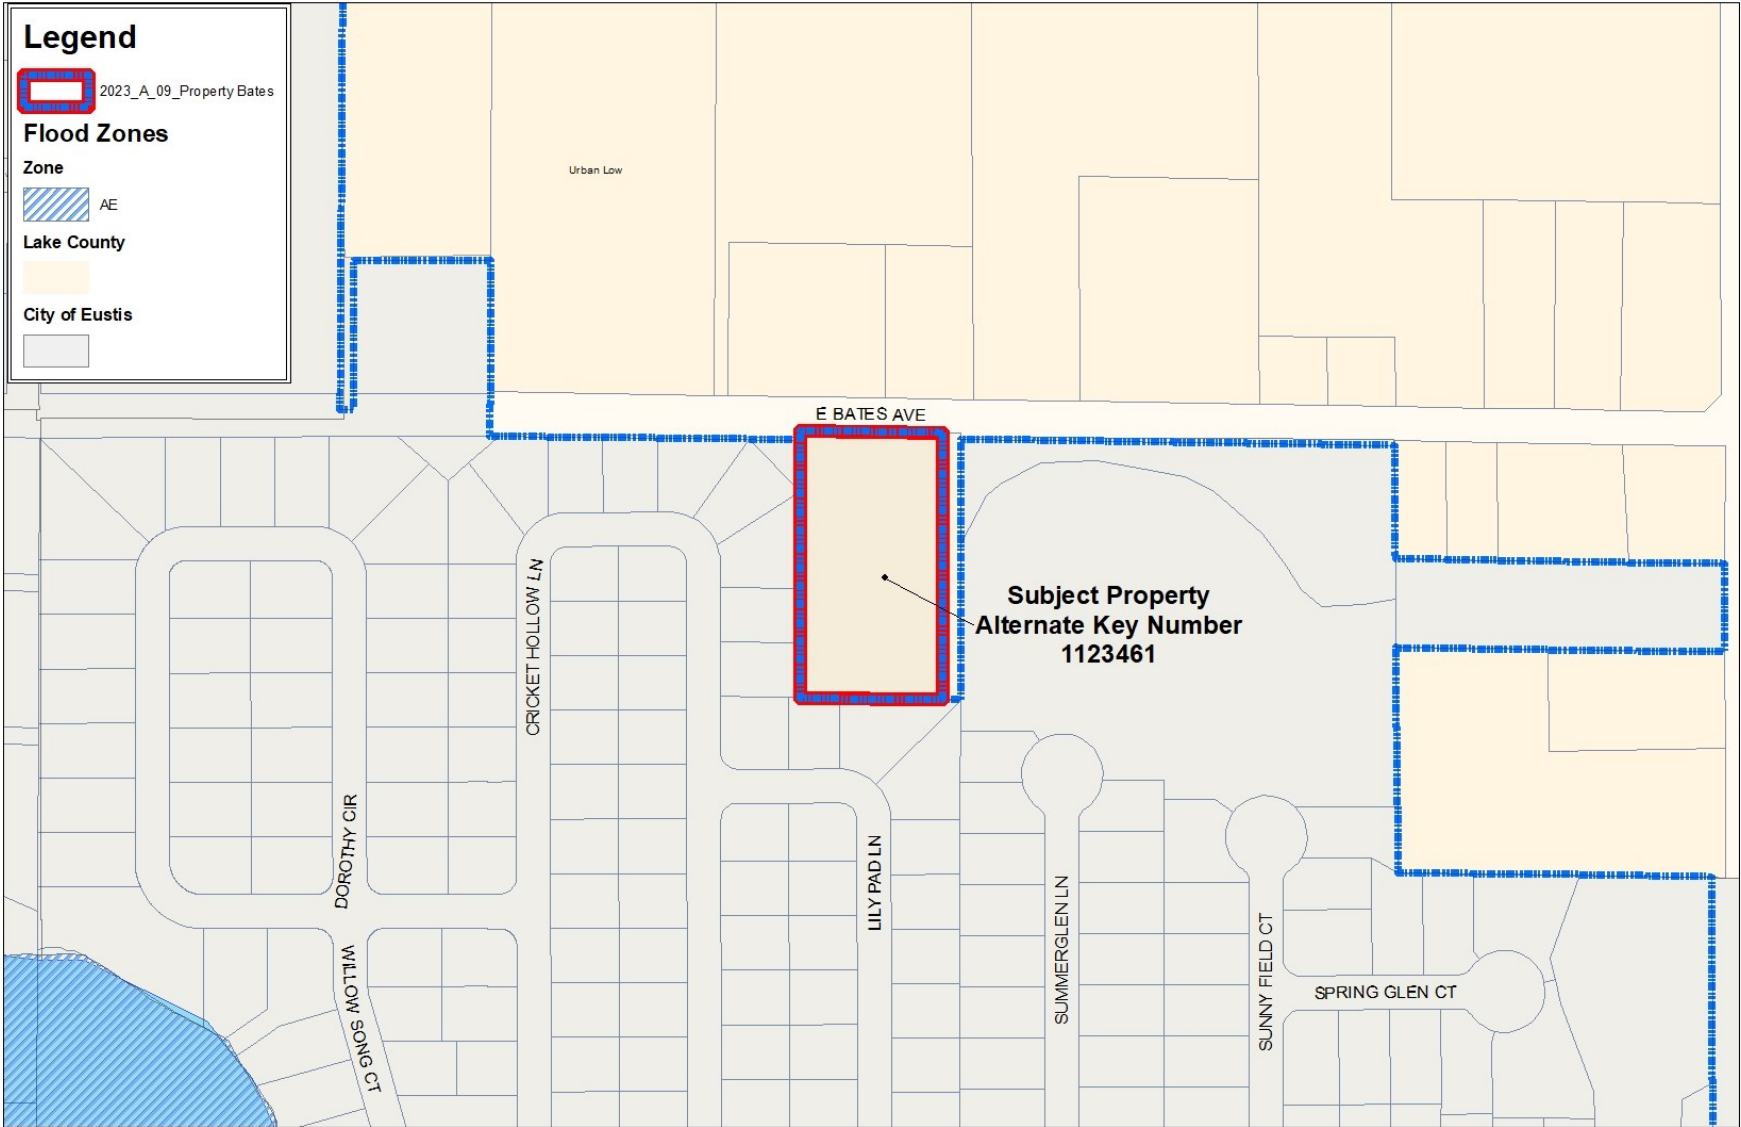 Legend
2023_A_09_Property Bates
Flood Zones
Zone
AE
Lake County
City of Eustis
Urban Low
E BATES AVE
Subject Property
Alternate Key Number
1123461
CRICKET HOLLOW LN
DOROTHY CIR
LILY PAD LN
SUMMERGLEN LN
SUNNY FIELD CT
SPRING GLEN CT
WILLOW SONG CT